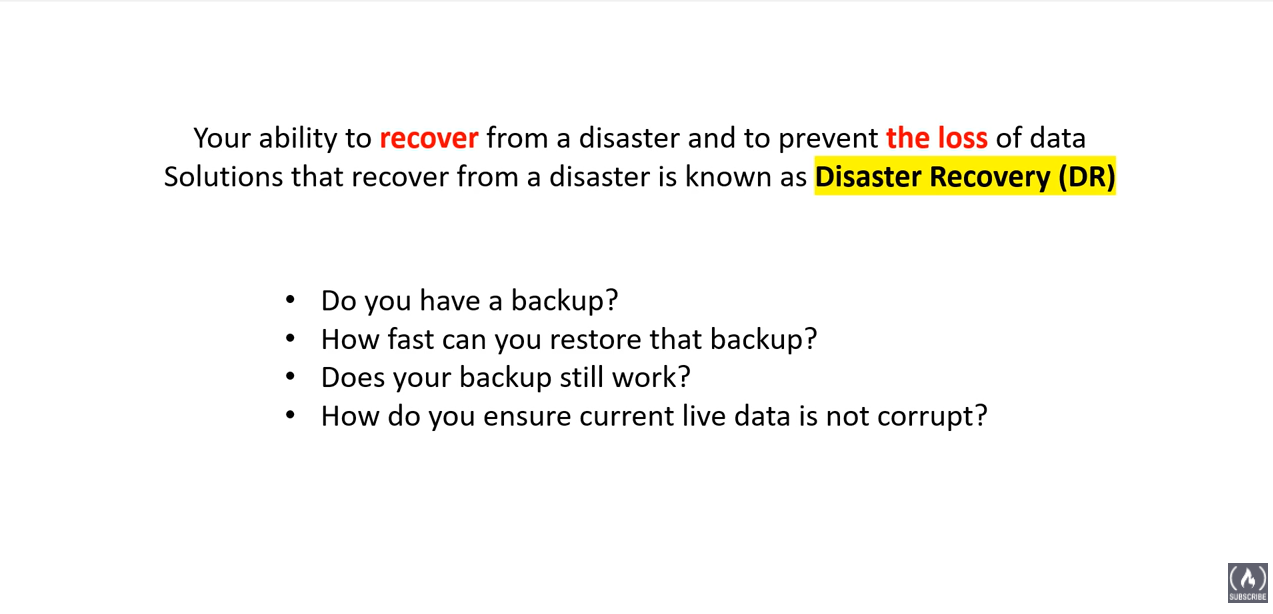 Your ability to recover from a disaster and to prevent the loss of data
Solutions that recover from a disaster is known as Disaster Recovery (DR)
• Do you have a backup?
• How fast can you restore that backup?
• Does your backup still work?
• How do you ensure current live data is not corrupt?
SUBSCRIBE